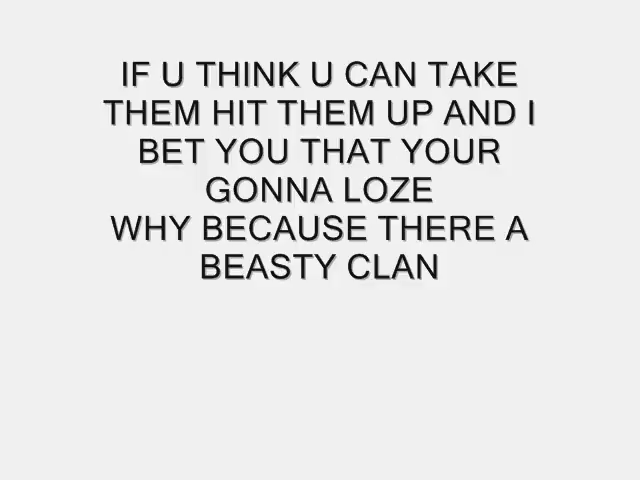 IF U THINK U CAN TAKE
THEM HIT THEM UP AND I
BET YOU THAT YOUR
GONNA LOZE
WHY BECAUSE THERE A
BEASTY CLAN